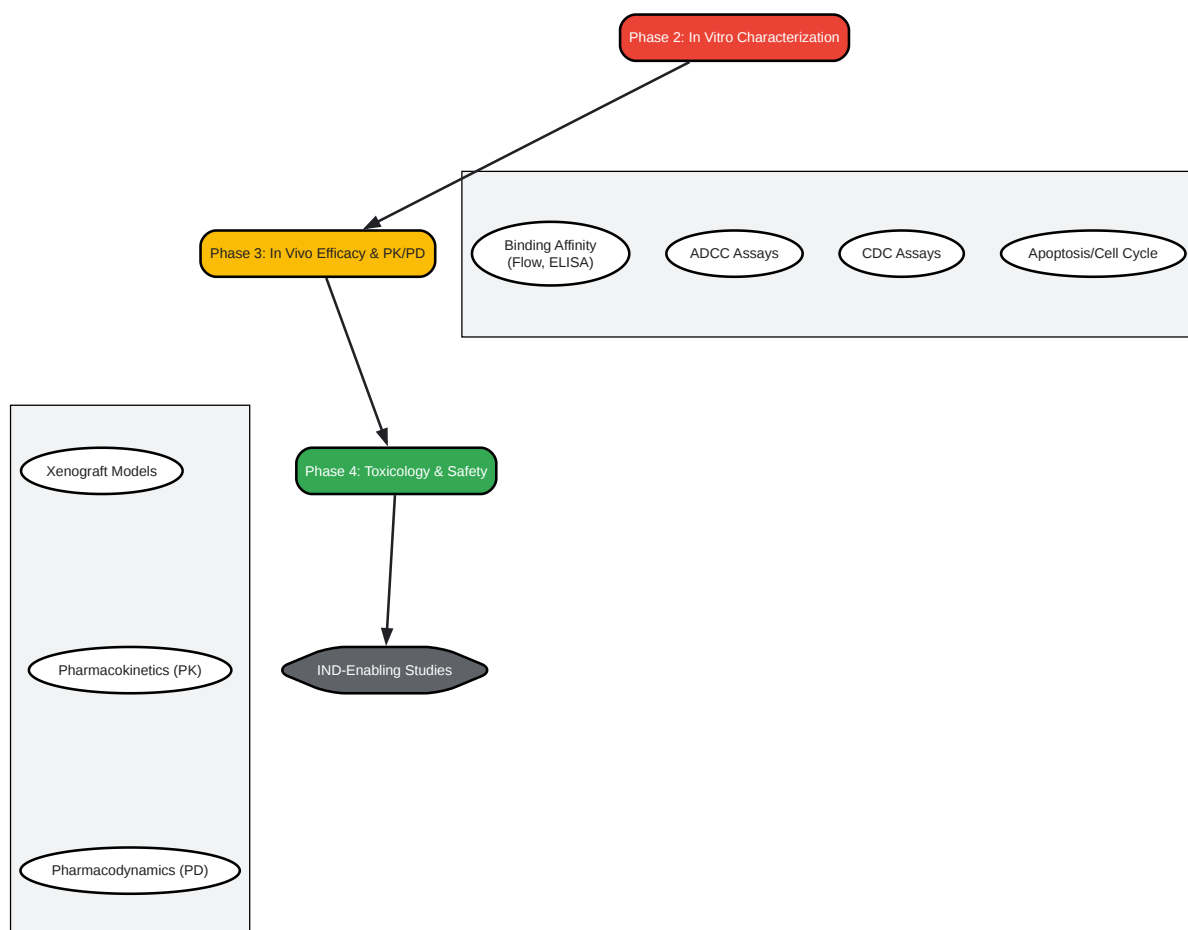 Phase 2: In Vitro Characterization
Phase 3: In Vivo Efficacy & PK/PD
Binding Affinity
(Flow, ELISA)
ADCC Assays
CDC Assays
Apoptosis/Cell Cycle
Xenograft Models
Phase 4: Toxicology & Safety
Pharmacokinetics (PK)
IND-Enabling Studies
Pharmacodynamics (PD)